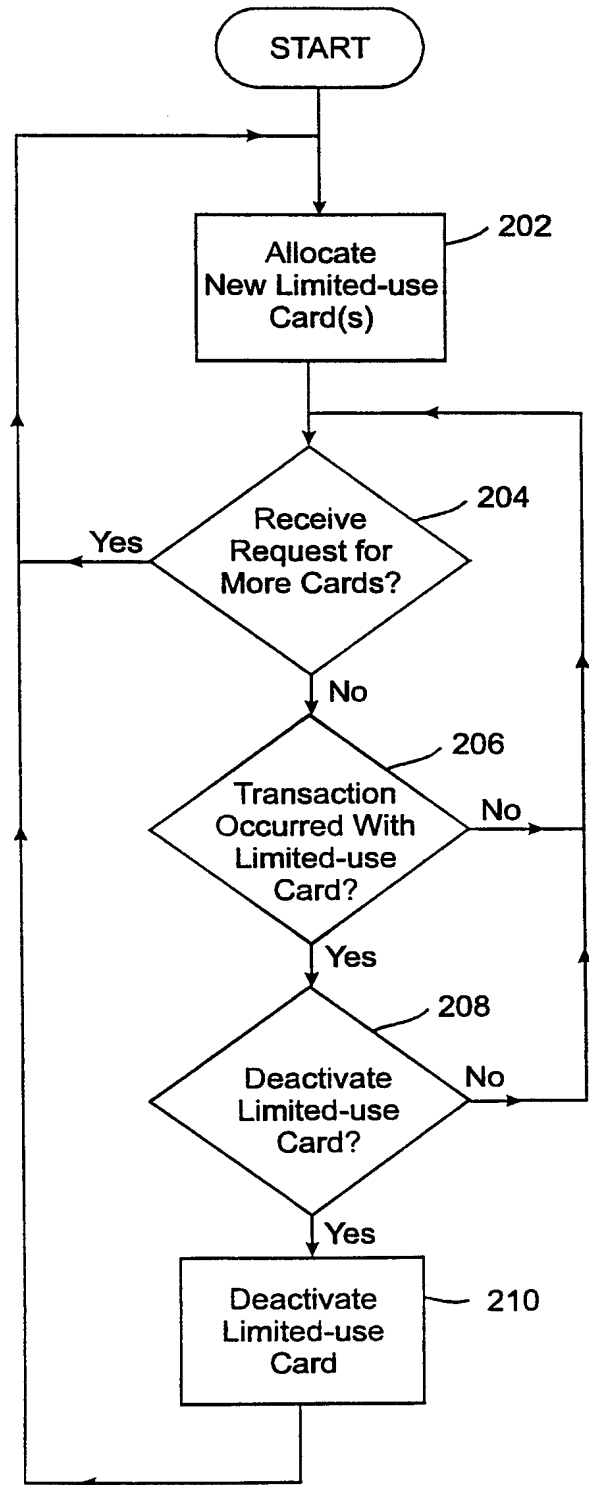 START
202
Allocate
New Limited-use
Card(s)
204
Receive
Request for
More Cards?
Yes
No
206
Transaction
Occurred With
Limited-use
Card?
No
Yes
208
Deactivate
Limited-use
Card?
No
Yes
210
Deactivate
Limited-use
Card